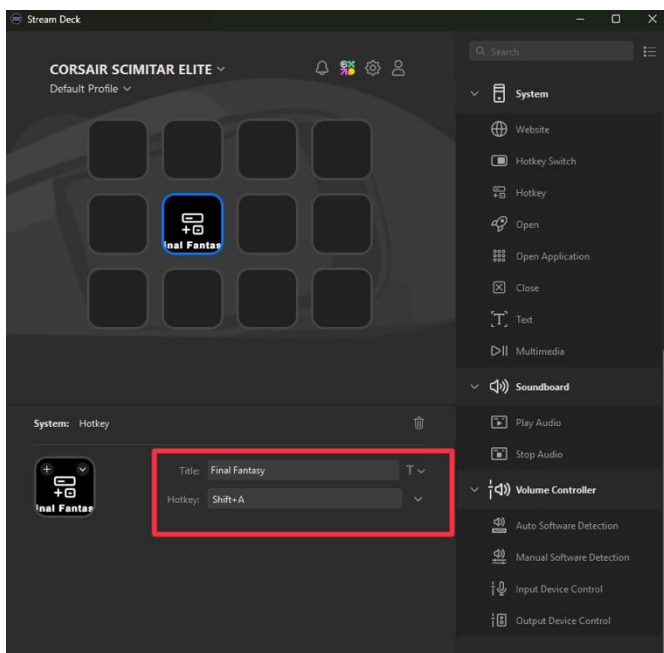 Stream Deck
CORSAIR SCIMITAR ELITE
Default Profile
inal Fantas
System: Hotkey
inal Fantas
Title: Final Fantasy
T
Hotkey: Shift+A
Search
System
Website
Hotkey Switch
Hotkey
Open
Open Application
Close
Text
Multimedia
Soundboard
Play Audio
Stop Audio
Volume Controller
Auto Software Detection
Manual Software Detection
Input Device Control
Output Device Control